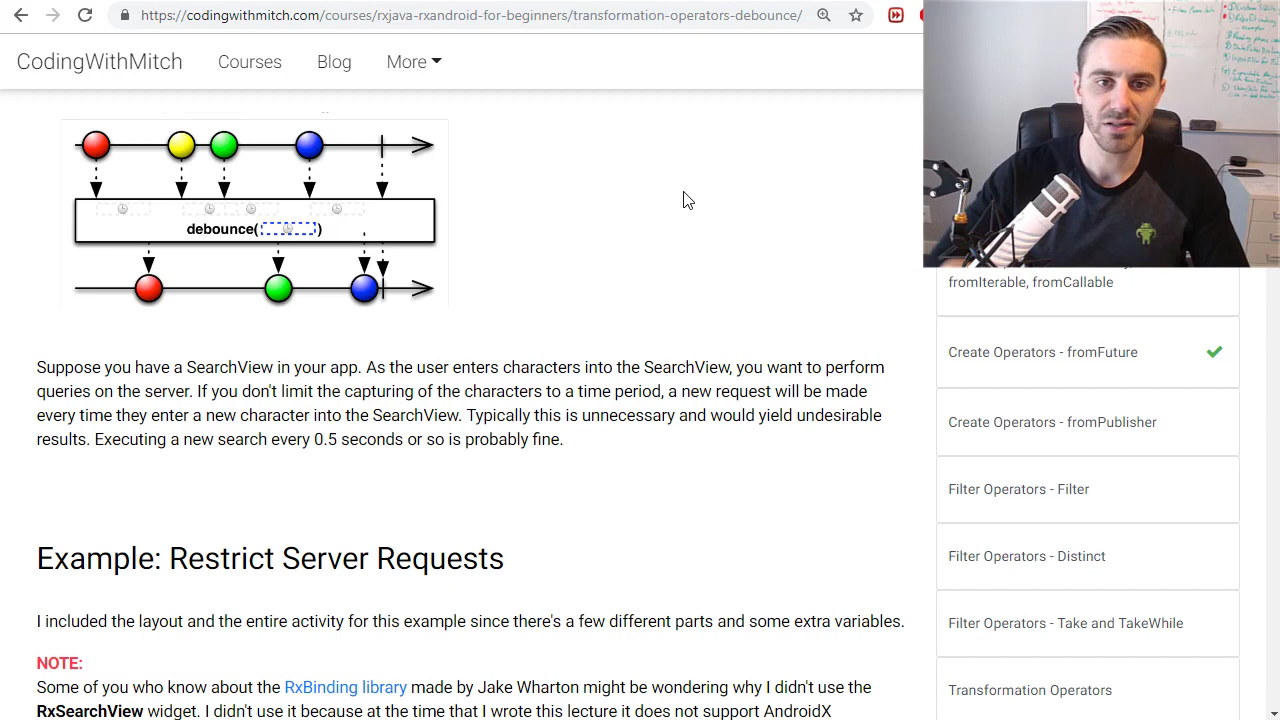 https://codingwithmitch.com/courses/rxjava-rxandroid-for-beginners/transformation-operators-debounce/
CodingWithMitch
Courses
Blog
More
debounce( )
Suppose you have a SearchView in your app. As the user enters characters into the SearchView, you want to perform
queries on the server. If you don't limit the capturing of the characters to a time period, a new request will be made
every time they enter a new character into the SearchView. Typically this is unnecessary and would yield undesirable
results. Executing a new search every 0.5 seconds or so is probably fine.
Example: Restrict Server Requests
I included the layout and the entire activity for this example since there's a few different parts and some extra variables.
NOTE:
Some of you who know about the RxBinding library made by Jake Wharton might be wondering why I didn't use the
RxSearchView widget. I didn't use it because at the time that I wrote this lecture it does not support AndroidX
fromIterable, fromCallable
Create Operators - fromFuture
Create Operators - fromPublisher
Filter Operators - Filter
Filter Operators - Distinct
Filter Operators - Take and TakeWhile
Transformation Operators